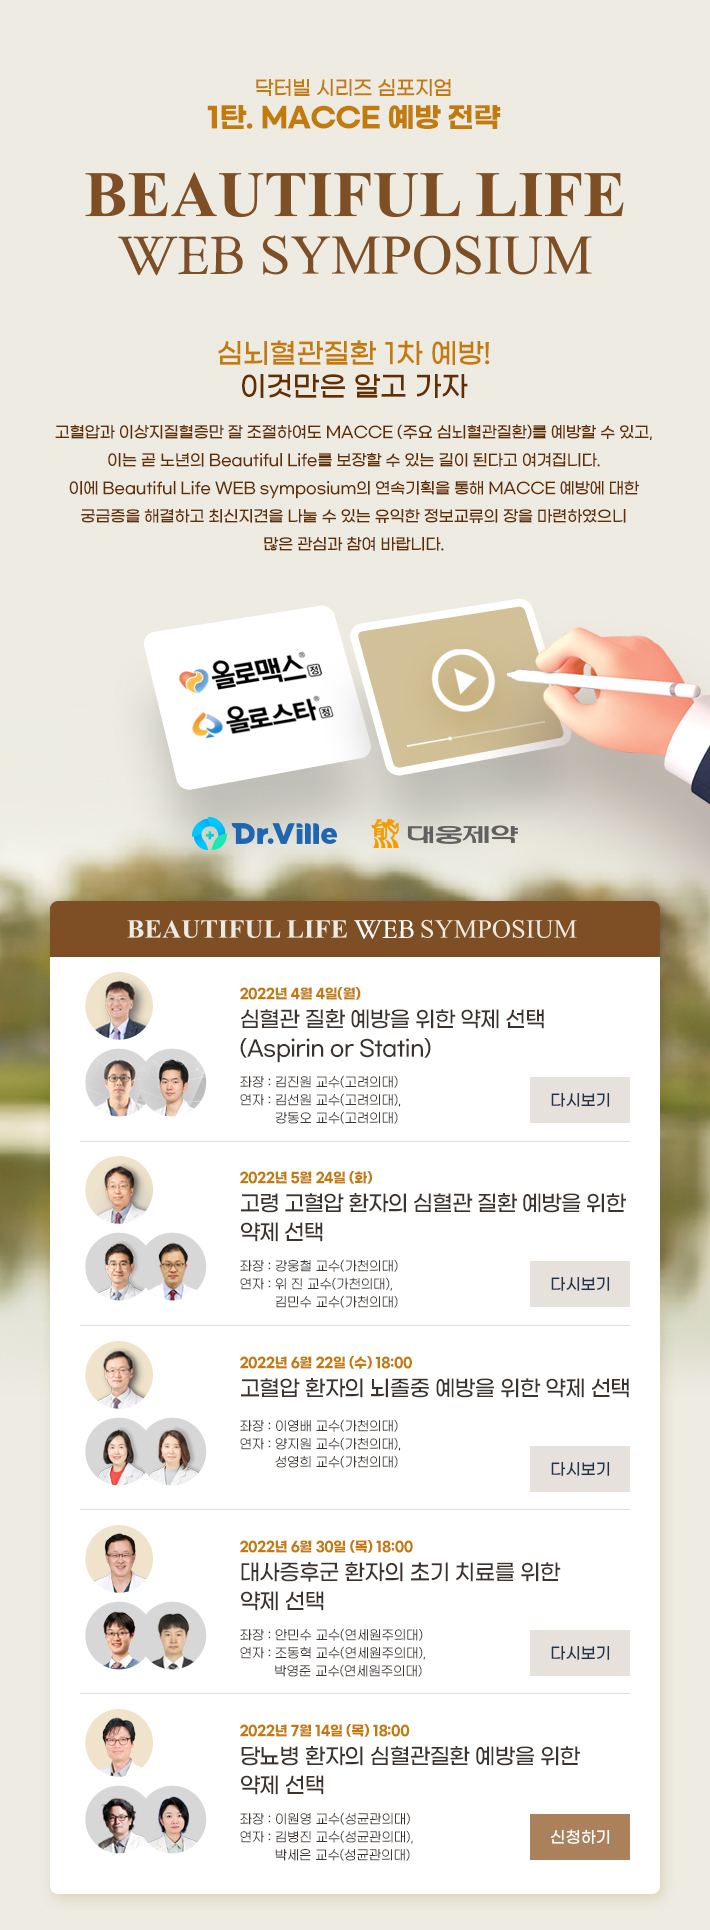 닥터빌 시리즈 심포지엄
1탄. MACCE 예방 전략
BEAUTIFUL LIFE
WEB SYMPOSIUM
심뇌혈관질환 1차 예방!
이것만은 알고 가자
고혈압과 이상지질혈증만 잘 조절하여도 MACCE (주요 심뇌혈관질환)를 예방할 수 있고,
이는 곧 노년의 Beautiful Life를 보장할 수 있는 길이 된다고 여겨집니다.
이에 Beautiful Life WEB symposium의 연속기획을 통해 MACCE 예방에 대한
궁금증을 해결하고 최신지견을 나눌 수 있는 유익한 정보교류의 장을 마련하였으니
많은 관심과 참여 바랍니다.
올로맥스® 정
올로스타® 정
Dr.Ville 대웅제약
BEAUTIFUL LIFE WEB SYMPOSIUM
2022년 4월 4일(월)
심혈관 질환 예방을 위한 약제 선택
(Aspirin or Statin)
좌장 : 김진원 교수(고려의대)
연자 : 김선원 교수(고려의대),
강동오 교수(고려의대)
다시보기
2022년 5월 24일 (화)
고령 고혈압 환자의 심혈관 질환 예방을 위한
약제 선택
좌장 : 강웅철 교수(가천의대)
연자 : 위 진 교수(가천의대),
김민수 교수(가천의대)
다시보기
2022년 6월 22일 (수) 18:00
고혈압 환자의 뇌졸중 예방을 위한 약제 선택
좌장 : 이영배 교수(가천의대)
연자 : 양지원 교수(가천의대),
성영희 교수(가천의대)
다시보기
2022년 6월 30일 (목) 18:00
대사증후군 환자의 초기 치료를 위한
약제 선택
좌장 : 안민수 교수(연세원주의대)
연자 : 조동혁 교수(연세원주의대),
박영준 교수(연세원주의대)
다시보기
2022년 7월 14일 (목) 18:00
당뇨병 환자의 심혈관질환 예방을 위한
약제 선택
좌장 : 이원영 교수(성균관의대)
연자 : 김병진 교수(성균관의대),
박세은 교수(성균관의대)
신청하기